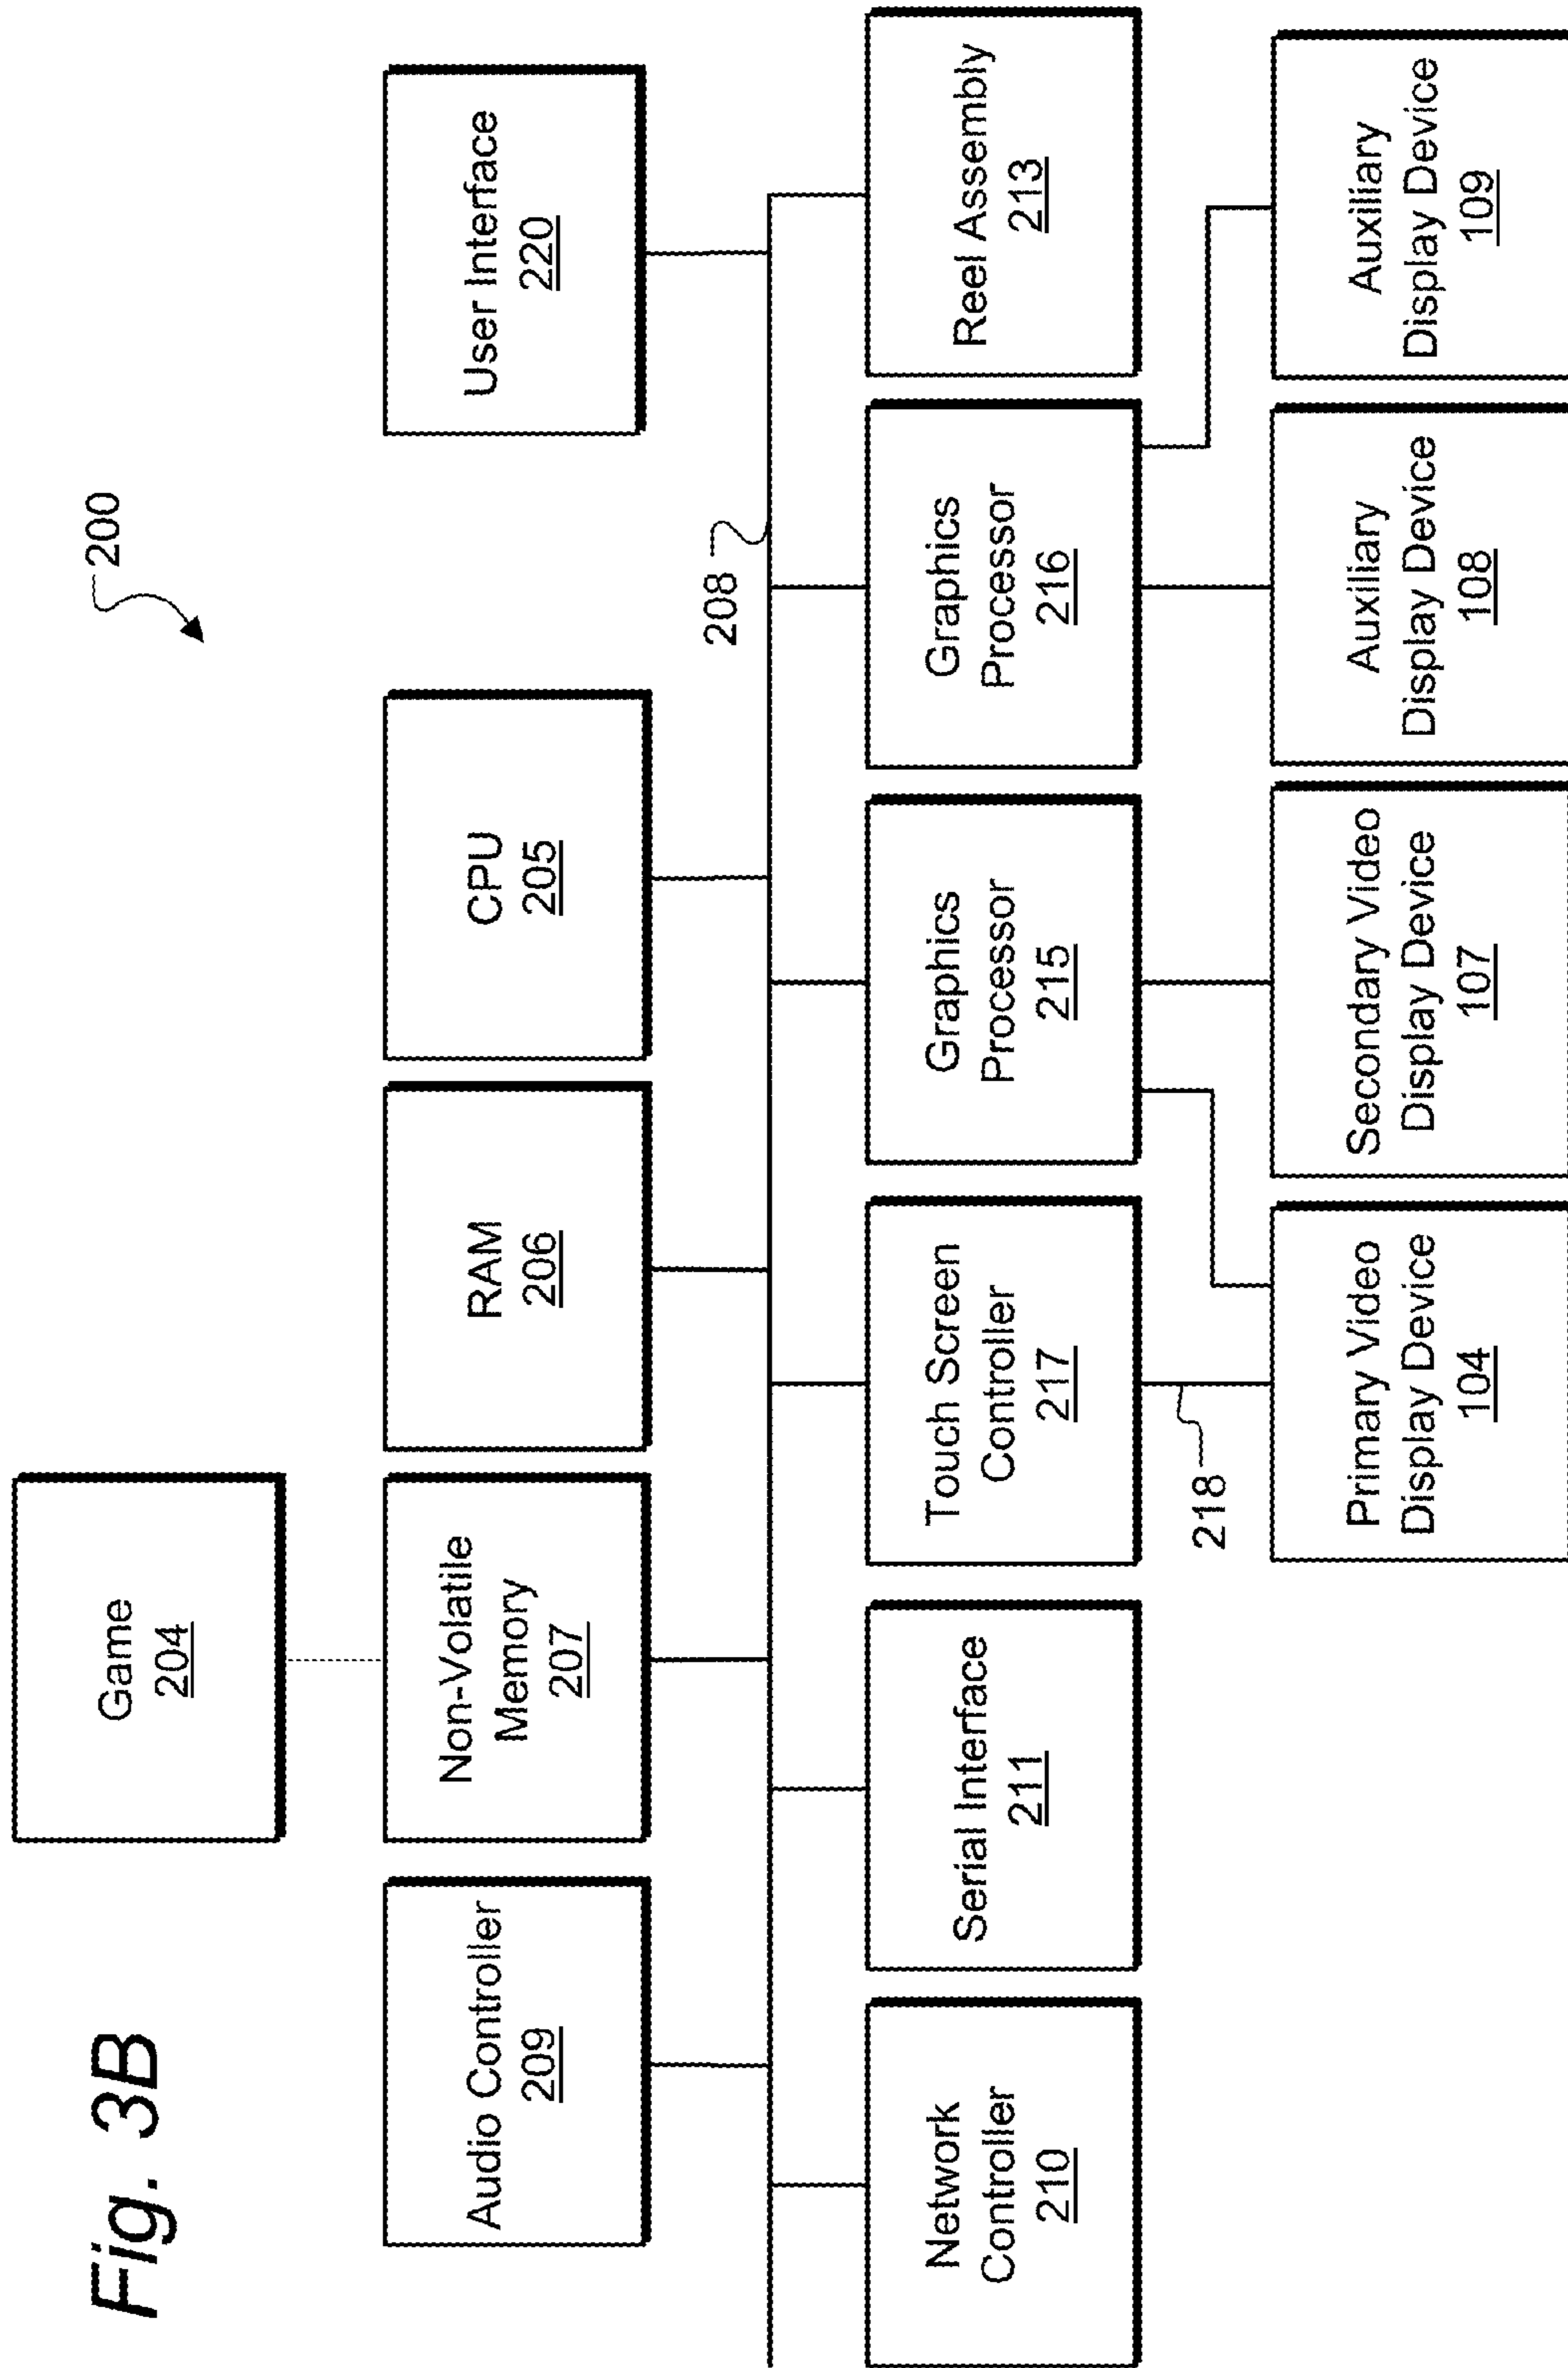 Fig. 3B
200
Game
204
Audio Controller
209
Non-Volatile
Memory
207
RAM
206
CPU
205
User Interface
220
208
Network
Controller
210
Serial Interface
211
Touch Screen
Controller
217
Graphics
Processor
215
Graphics
Processor
216
Reel Assembly
213
218
Primary Video
Display Device
104
Secondary Video
Display Device
107
Auxiliary
Display Device
108
Auxiliary
Display Device
109